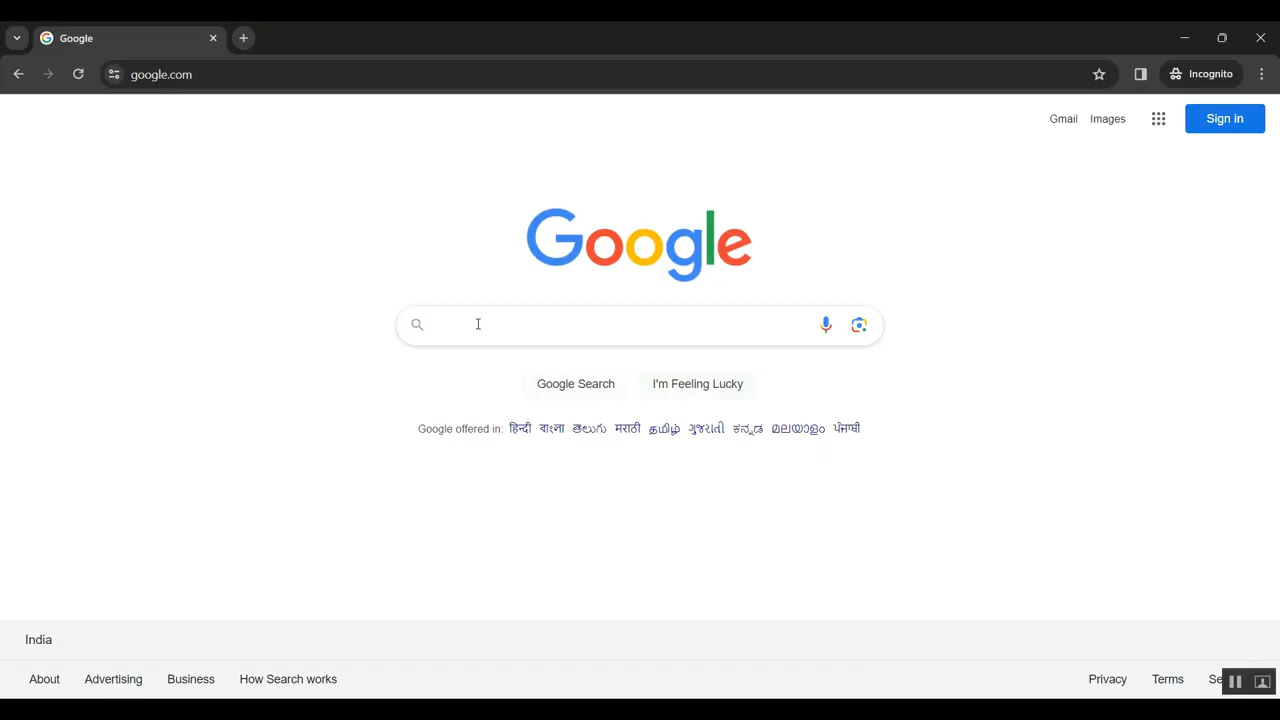 Google
google.com
Incognito
Gmail Images Sign in
Google
Google Search I'm Feeling Lucky
Google offered in: हिन्दी বাংলা తెలుగు मराठी தமிழ் ગુજરાતી ಕನ್ನಡ മലയാളം ਪੰਜਾਬੀ
India
About Advertising Business How Search works Privacy Terms Se